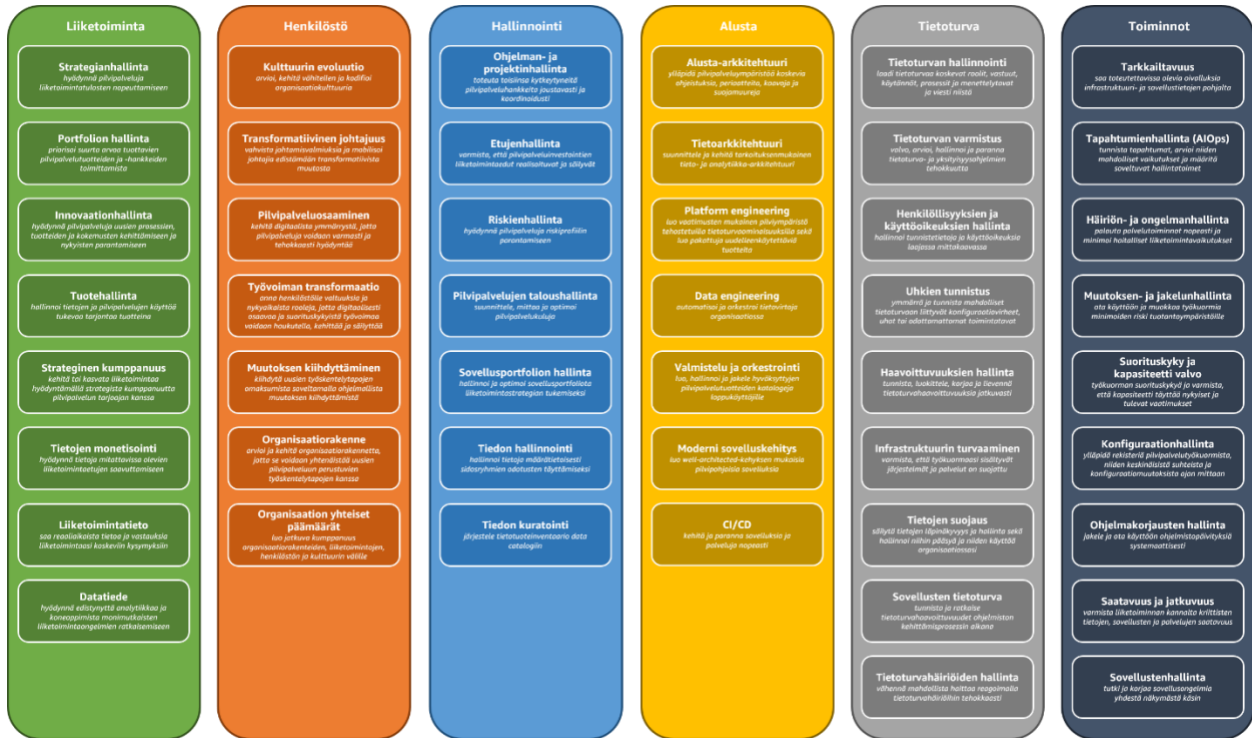 Liiketoiminta
Strategianhallinta
hyödynnä pilvipalveluja
liiketoimintatulosten nopeuttamiseen
Portfolion hallinta
priorisoi suurta arvoa tuottavien
pilvipalvelutuotteiden ja -hankkeiden
toimittamista
Innovaationhallinta
hyödynnä pilvipalveluja uusien prosessien,
tuotteiden ja kokemusten kehittämiseen ja
nykyisten parantamiseen
Tuotehallinta
hallinnoi tietojen ja pilvipalvelujen käyttöä
tukevaa tarjontaa tuotteina
Strateginen kumppanuus
kehitä tai kasvata liiketoimintaa
hyödyntämällä strategista kumppanuutta
pilvipalvelun tarjoajan kanssa
Tietojen monetisointi
hyödynnä tietoja mitattavissa olevien
liiketoimintaetujen saavuttamiseen
Liiketoimintatieto
saa reaaliaikaista tietoa ja vastauksia
liiketoimintaasi koskeviin kysymyksiin
Datatiede
hyödynnä edistynyttä analytiikkaa ja
koneoppimista monimutkaisten
liiketoimintaongelmien ratkaisemiseen
Henkilöstö
Kulttuurin evoluutio
arvioi, kehitä vähitellen ja kodifioi
organisaatiokulttuuria
Transformatiivinen johtajuus
vahvista johtamisvalmiuksia ja mobilisoi
johtajia edistämään transformatiivista
muutosta
Pilvipalveluosaaminen
kehitä digitaalista ymmärrystä, jotta
pilvipalveluja voidaan varmasti ja
tehokkaasti hyödyntää
Työvoiman transformaatio
anna henkilöstölle valtuuksia ja
nykyaikaista rooleja, jotta digitaalisesti
osaavaa ja suorituskykyistä työvoimaa
voidaan houkutella, kehittää ja säilyttää
Muutoksen kiihdyttäminen
kiihdytä uusien työskentelytapojen
omaksumista soveltamalla ohjelmallista
muutoksen kiihdyttämistä
Organisaatiorakenne
arvioi ja kehitä organisaatiorakennetta,
jotta se voidaan yhtenäistää uusien
pilvipalveluun perustuvien
työskentelytapojen kanssa
Organisaation yhteiset
päämäärät
luo jatkuva kumppanuus
organisaatiorakenteiden, liiketoimintojen,
henkilöstön ja kulttuurin välille
Hallinnointi
Ohjelman- ja
projektinhallinta
toteuta toisiinsa kytkeytyneitä
pilvipalveluhankkeita joustavasti ja
koordinoidusti
Etujenhallinta
varmista, että pilvipalveluinvestointien
liiketoimintaedut realisoituvat ja säilyvät
Riskienhallinta
hyödynnä pilvipalveluja riskiprofiilin
parantamiseen
Pilvipalvelujen taloushallinta
suunnittele, mittaa ja optimoi
pilvipalvelukuluja
Sovellusportfolion hallinta
hallinnoi ja optimoi sovellusportfoliota
liiketoimintastrategian tukemiseksi
Tiedon hallinnointi
hallinnoi tietoja määrätietoisesti
sidosryhmien odotusten täyttämiseksi
Tiedon kuratointi
järjestele tietotuoteinventaario data
catalogiin
Alusta
Alusta-arkkitehtuuri
ylläpidä pilvipalveluympäristöä koskevia
ohjeistuksia, periaatteita, kaavoja ja
suojamuureja
Tietoarkkitehtuuri
suunnittele ja kehitä tarkoituksenmukainen
tieto- ja analytiikka-arkkitehtuuri
Platform engineering
luo vaatimusten mukainen pilviympäristö
tehostetuilla tietoturvaominaisuuksilla sekä
luo pakattuja uudelleenkäytettäviä
tuotteita
Data engineering
automatisoi ja orkestroi tietovirtoja
organisaatiossa
Valmistelu ja orkestrointi
luo, hallinnoi ja jakele hyväksyttyjen
pilvipalvelutuotteiden katalogeja
loppukäyttäjille
Moderni sovelluskehitys
luo well-architected-kehyksen mukaisia
pilvipohjaisia sovelluksia
CI/CD
kehitä ja paranna sovelluksia ja
palveluja nopeasti
Tietoturva
Tietoturvan hallinnointi
laadi tietoturvaa koskevat roolit, vastuut,
käytännöt, prosessit ja menettelytavat
ja viesti niistä
Tietoturvan varmistus
valvo, arvioi, hallinnoi ja paranna
tietoturva- ja yksityisyysohjelmien
tehokkuutta
Henkilöllisyyksien ja
käyttöoikeuksien hallinta
hallinnoi tunnistetietoja ja käyttöoikeuksia
laajassa mittakaavassa
Uhkien tunnistus
ymmärrä ja tunnista mahdolliset
tietoturvaan liittyvät konfiguraatiovirheet,
uhat tai odottamattomat toimintatavat
Haavoittuvuuksien hallinta
tunnista, luokittele, korjaa ja lievennä
tietoturvahaavoittuvuuksia jatkuvasti
Infrastruktuurin turvaaminen
varmista, että työkuormaasi sisältyvät
järjestelmät ja palvelut on suojattu
Tietojen suojaus
säilytä tietojen läpinäkyvyys ja hallinta sekä
hallinnoi niihin pääsyä ja niiden käyttöä
organisaatiossasi
Sovellusten tietoturva
tunnista ja ratkaise
tietoturvahaavoittuvuudet ohjelmiston
kehittämisprosessin aikana
Tietoturvahäiriöiden hallinta
vähennä mahdollista haittaa reagoimalla
tietoturvahäiriöihin tehokkaasti
Toiminnot
Tarkkailtavuus
saa toteutettavissa olevia oivalluksia
infrastruktuuri- ja sovellustietojen pohjalta
Tapahtumienhallinta (AIOps)
tunnista tapahtumat, arvioi niiden
mahdolliset vaikutukset ja määritä
soveltuvat hallintatoimet
Häiriön- ja ongelmanhallinta
palauta palvelutoiminnot nopeasti ja
minimoi haitalliset liiketoimintavaikutukset
Muutoksen- ja jakelunhallinta
ota käyttöön ja muokkaa työkuormia
minimoiden riski tuotantoympäristöille
Suorituskyky ja
kapasiteetti valvo
työkuorman suorituskykyä ja varmista,
että kapasiteetti täyttää nykyiset ja
tulevat vaatimukset
Konfiguraationhallinta
ylläpidä rekisteriä pilvipalvelutyökuormista,
niiden keskinäisistä suhteista ja
konfiguraatiomuutoksista ajan mittaan
Ohjelmakorjausten hallinta
jakele ja ota käyttöön ohjelmistopäivityksiä
systemaattisesti
Saatavuus ja jatkuvuus
varmista liiketoiminnan kannalta kriittisten
tietojen, sovellusten ja palvelujen saatavuus
Sovellustenhallinta
tutki ja korjaa sovellusongelmia
yhdestä näkymästä käsin